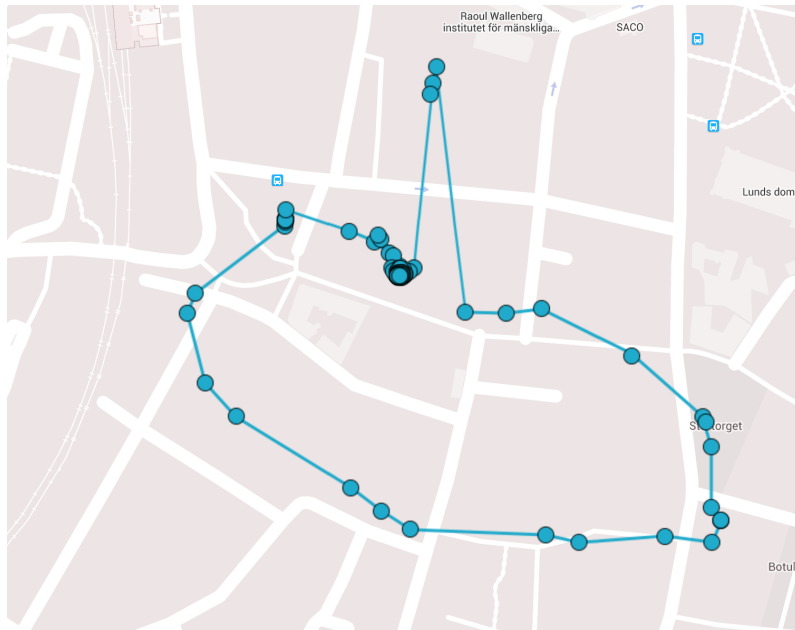 Raoul Wallenberg
institutet för mänskliga...
SACO
Lunds dom
Botul